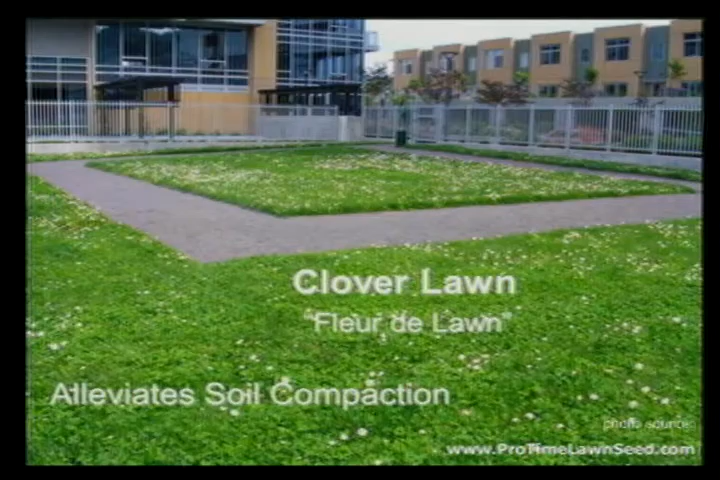 Clover Lawn
"Fleur de Lawn"
Alleviates Soil Compaction
photo source:
www.ProTimeLawnSeed.com